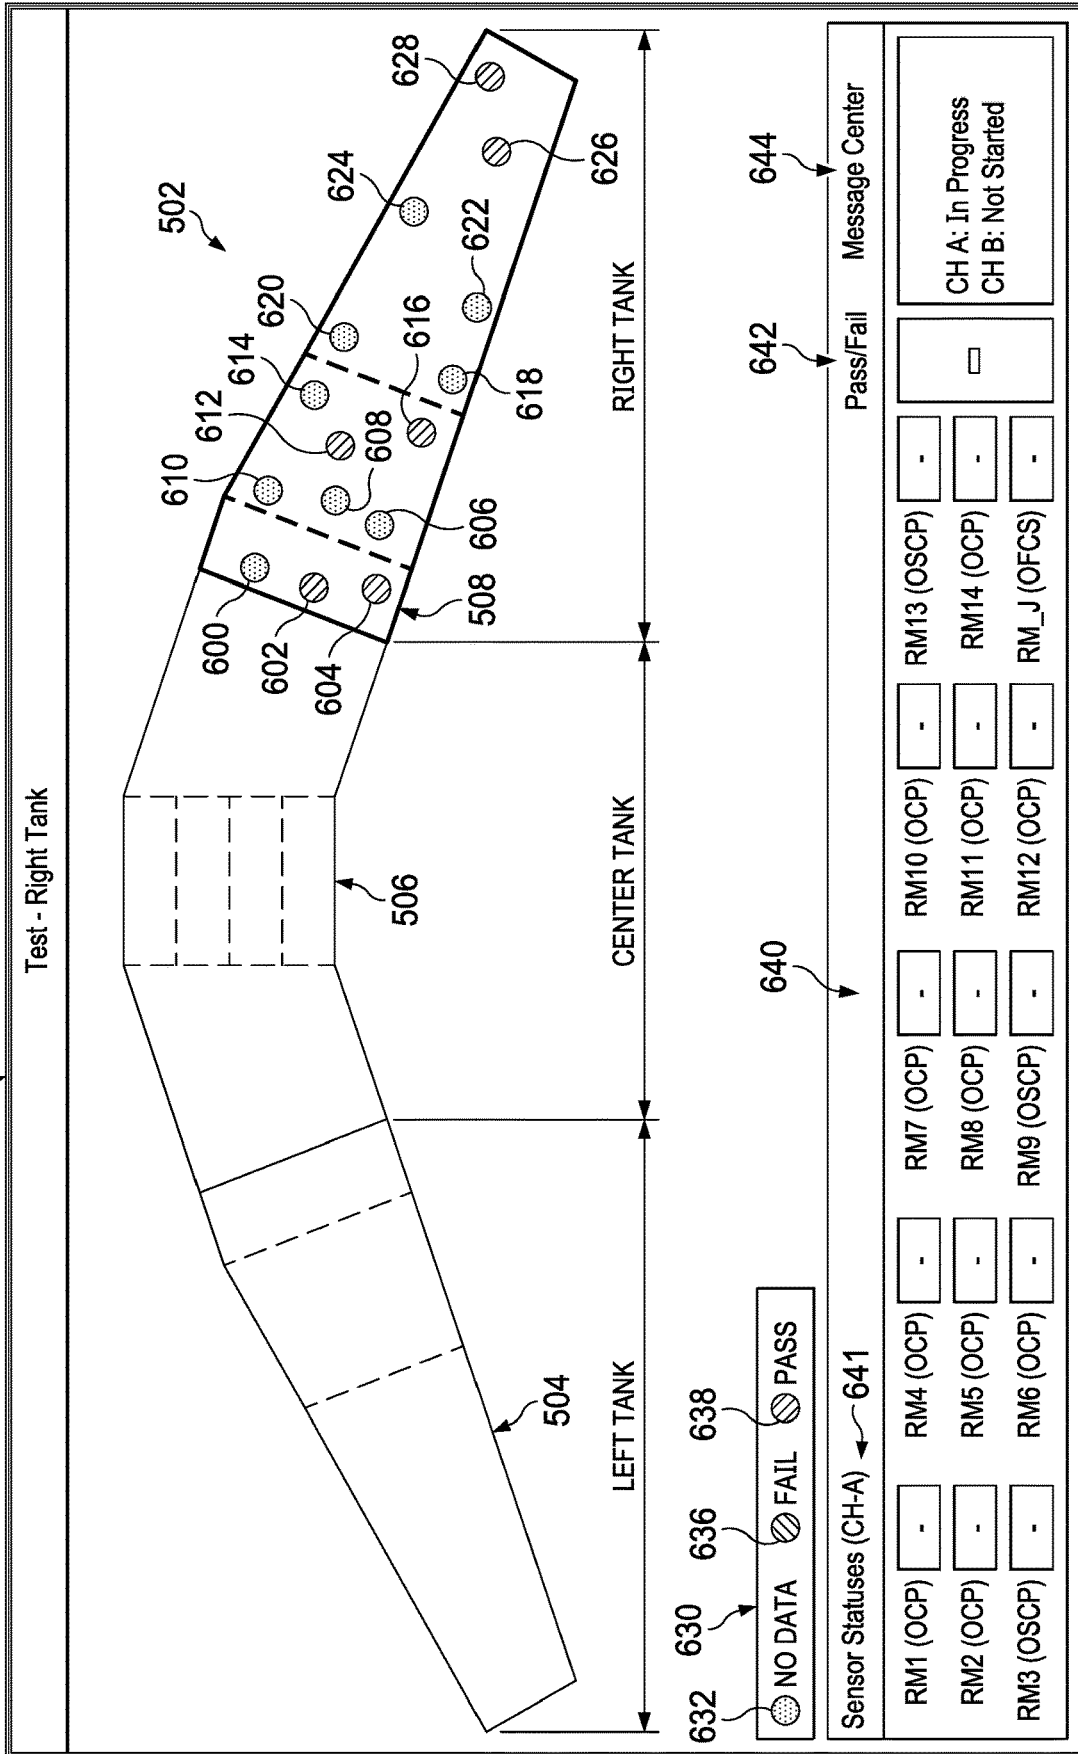 Test - Right Tank
502
628
624
620
614
612
610
626
622
616
618
608
606
600
602
604
508
506
504
LEFT TANK
CENTER TANK
RIGHT TANK
630
632
636
638
NO DATA FAIL PASS
640
642
644
Sensor Statuses (CH-A) 641 Pass/Fail Message Center
RM1 (OCP) - RM4 (OCP) - RM7 (OCP) - RM10 (OCP) - RM13 (OSCP) -
RM2 (OCP) - RM5 (OCP) - RM8 (OCP) - RM11 (OCP) - RM14 (OCP) -
RM3 (OSCP) - RM6 (OCP) - RM9 (OSCP) - RM12 (OCP) - RM_J (OFCS) -
CH A: In Progress
CH B: Not Started